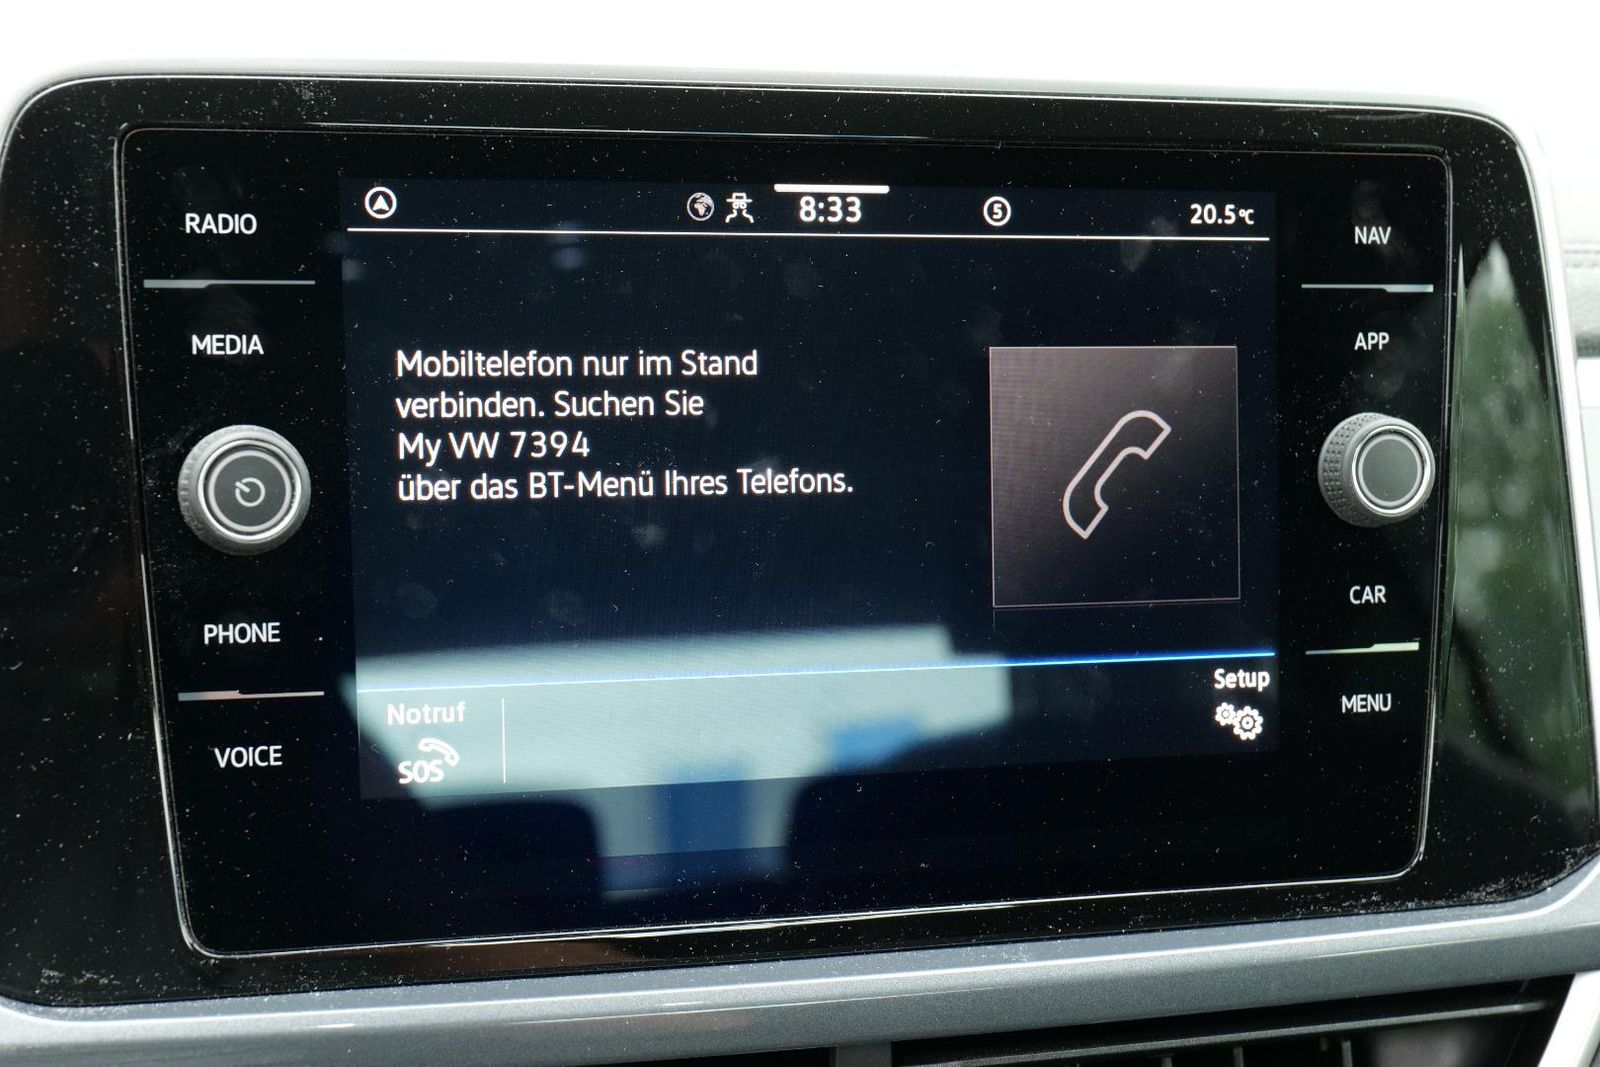 RADIO
MEDIA
PHONE
VOICE
8:33
5
20.5°C
Mobiltelefon nur im Stand
verbinden. Suchen Sie
My VW 7394
über das BT-Menü Ihres Telefons.
Notruf
SOS
Setup
NAV
APP
CAR
MENU